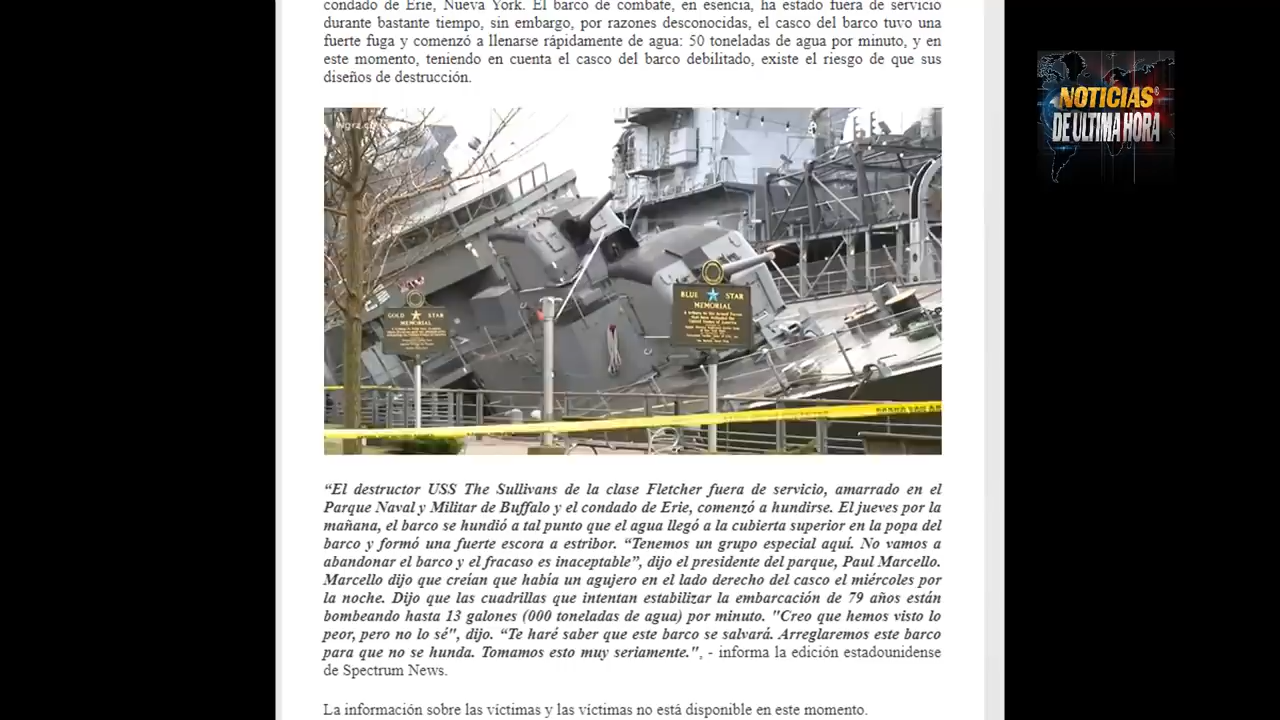 condado de Erie, Nueva York. El barco de combate, en esencia, ha estado fuera de servicio
durante bastante tiempo, sin embargo, por razones desconocidas, el casco del barco tuvo una
fuerte fuga y comenzó a llenarse rápidamente de agua: 50 toneladas de agua por minuto, y en
este momento, teniendo en cuenta el casco del barco debilitado, existe el riesgo de que sus
diseños de destrucción.
NOTICIAS
DE ULTIMA HORA
GOLD STAR
MEMORIAL
BLUE STAR
MEMORIAL
“El destructor USS The Sullivans de la clase Fletcher fuera de servicio, amarrado en el
Parque Naval y Militar de Buffalo y el condado de Erie, comenzó a hundirse. El jueves por la
mañana, el barco se hundió a tal punto que el agua llegó a la cubierta superior en la popa del
barco y formó una fuerte escora a estribor. “Tenemos un grupo especial aquí. No vamos a
abandonar el barco y el fracaso es inaceptable”, dijo el presidente del parque, Paul Marcello.
Marcello dijo que creían que había un agujero en el lado derecho del casco el miércoles por
la noche. Dijo que las cuadrillas que intentan estabilizar la embarcación de 79 años están
bombeando hasta 13 galones (000 toneladas de agua) por minuto. "Creo que hemos visto lo
peor, pero no lo sé", dijo. “Te haré saber que este barco se salvará. Arreglaremos este barco
para que no se hunda. Tomamos esto muy seriamente.", - informa la edición estadounidense
de Spectrum News.
La información sobre las víctimas y las víctimas no está disponible en este momento.